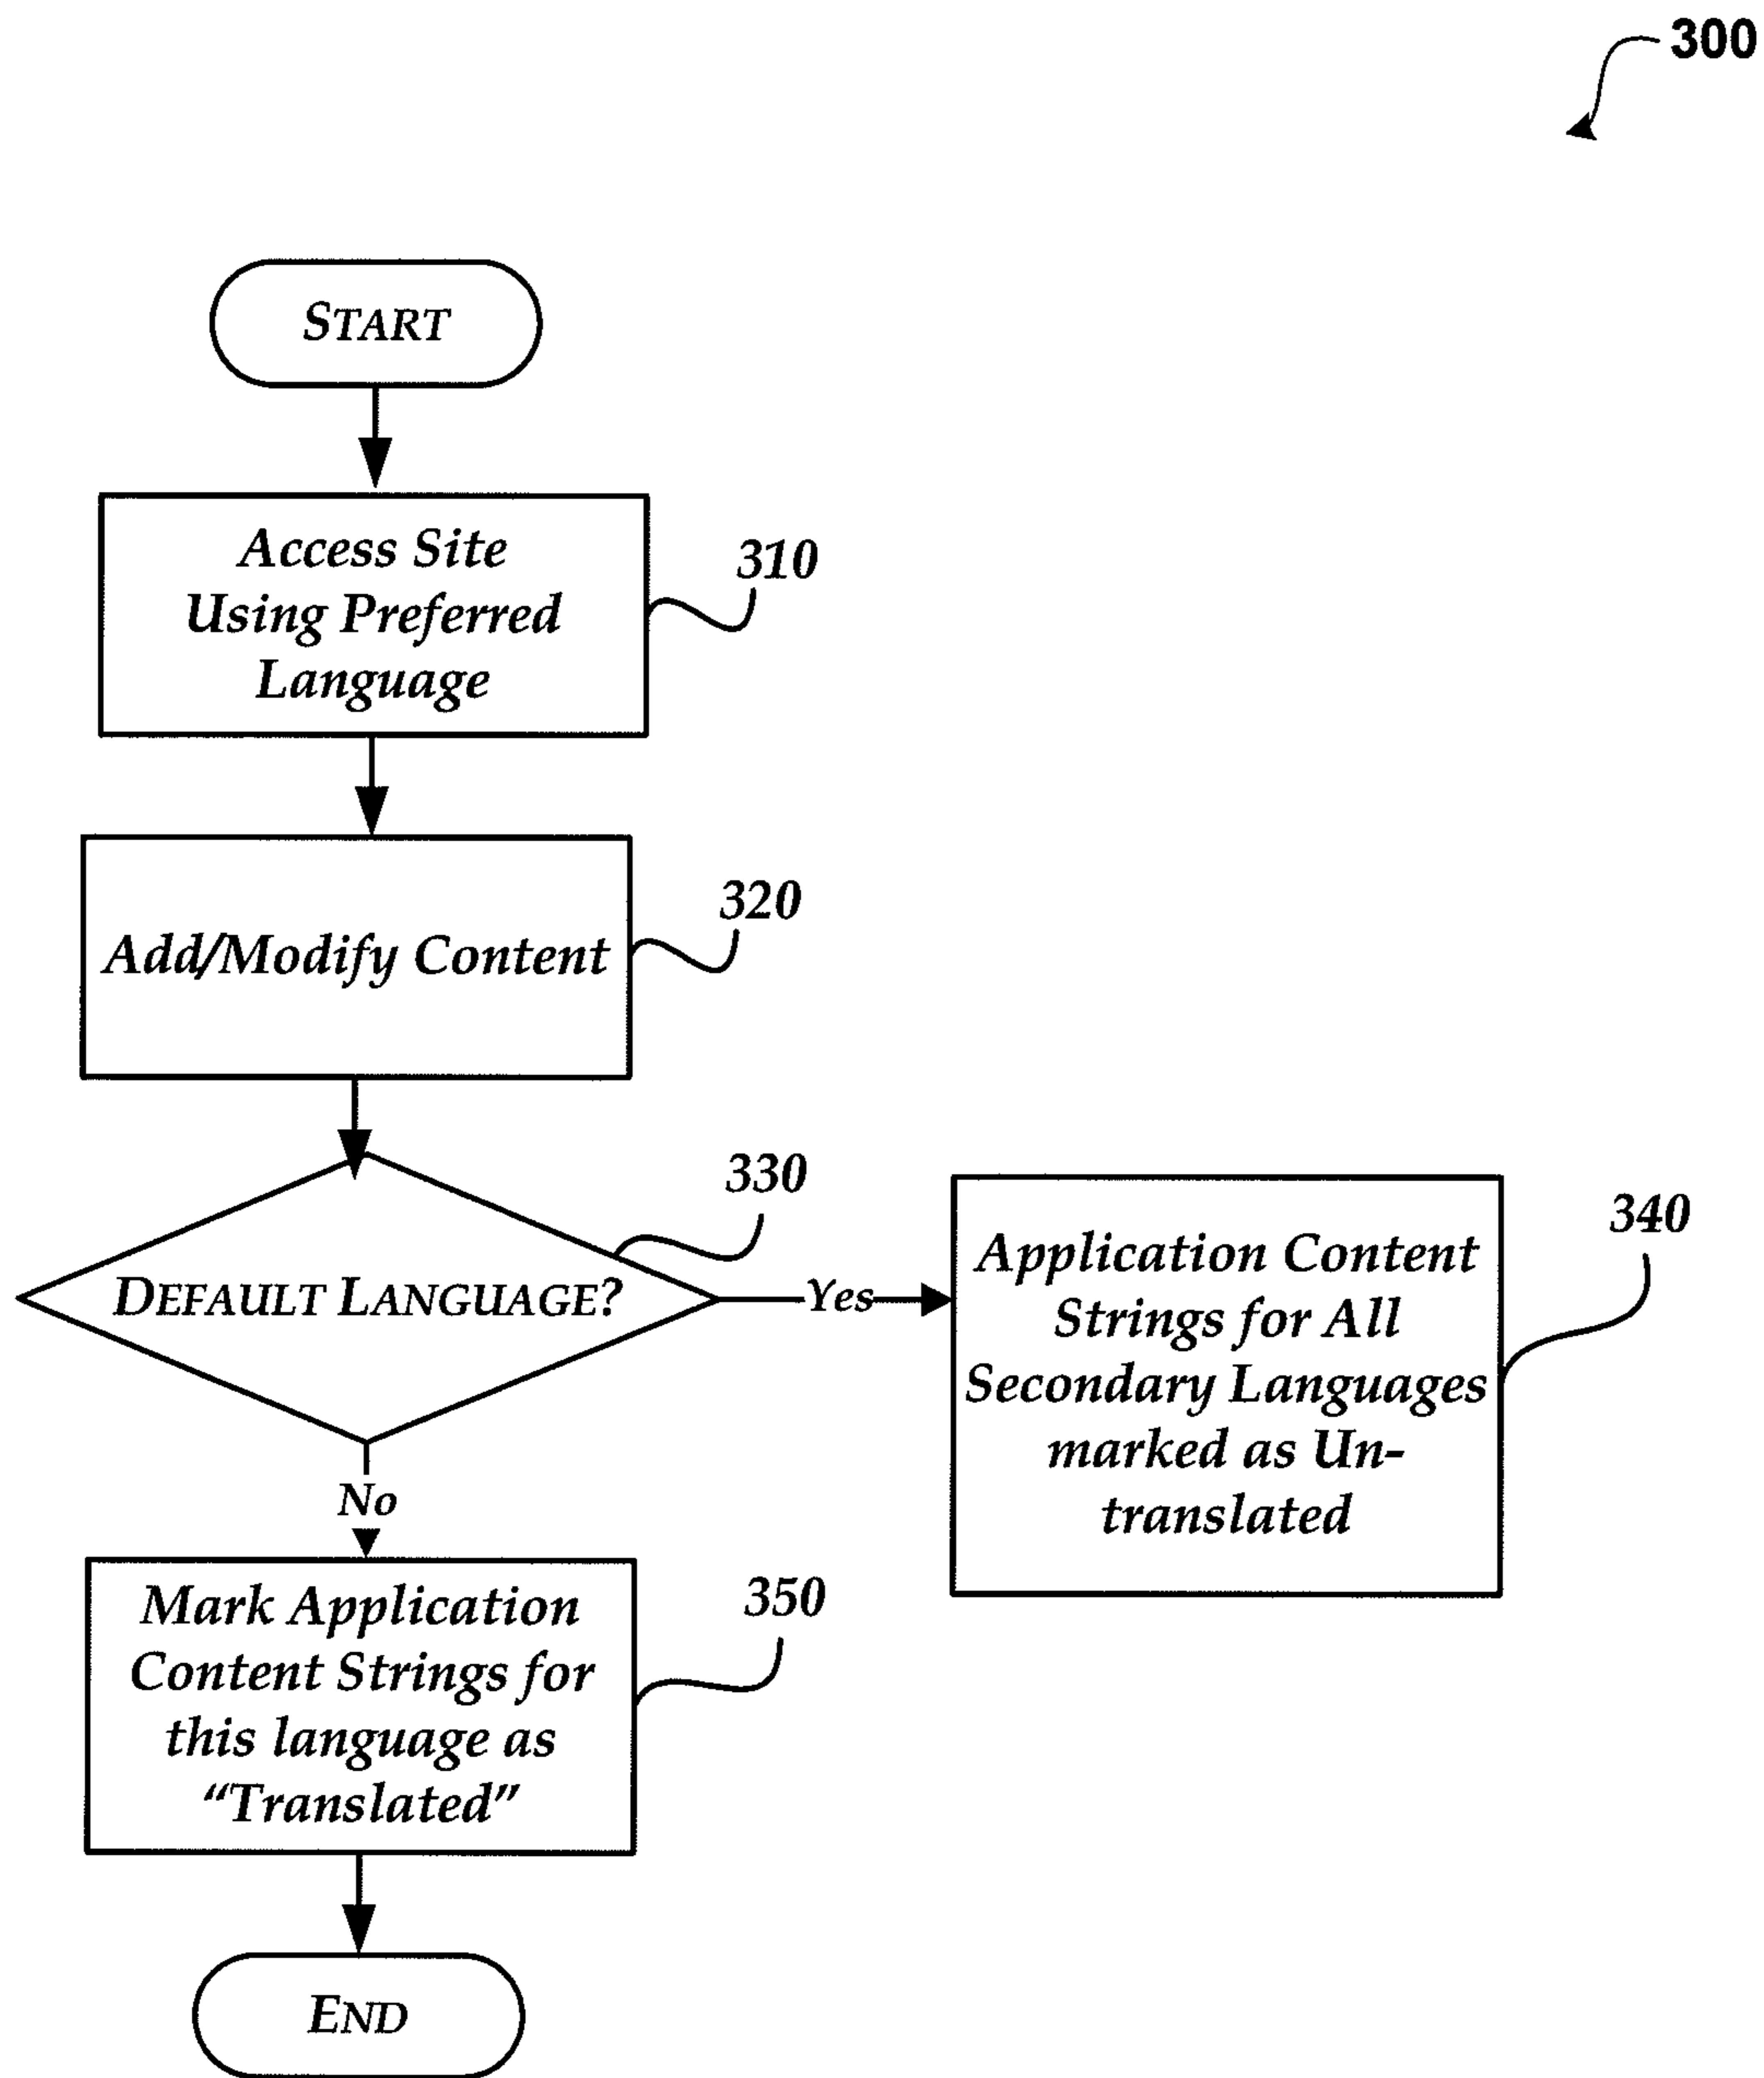 300
START
Access Site
Using Preferred
Language
310
Add/Modify Content
320
DEFAULT LANGUAGE?
330
Yes
Application Content
Strings for All
Secondary Languages
marked as Un-
translated
340
No
Mark Application
Content Strings for
this language as
“Translated”
350
END